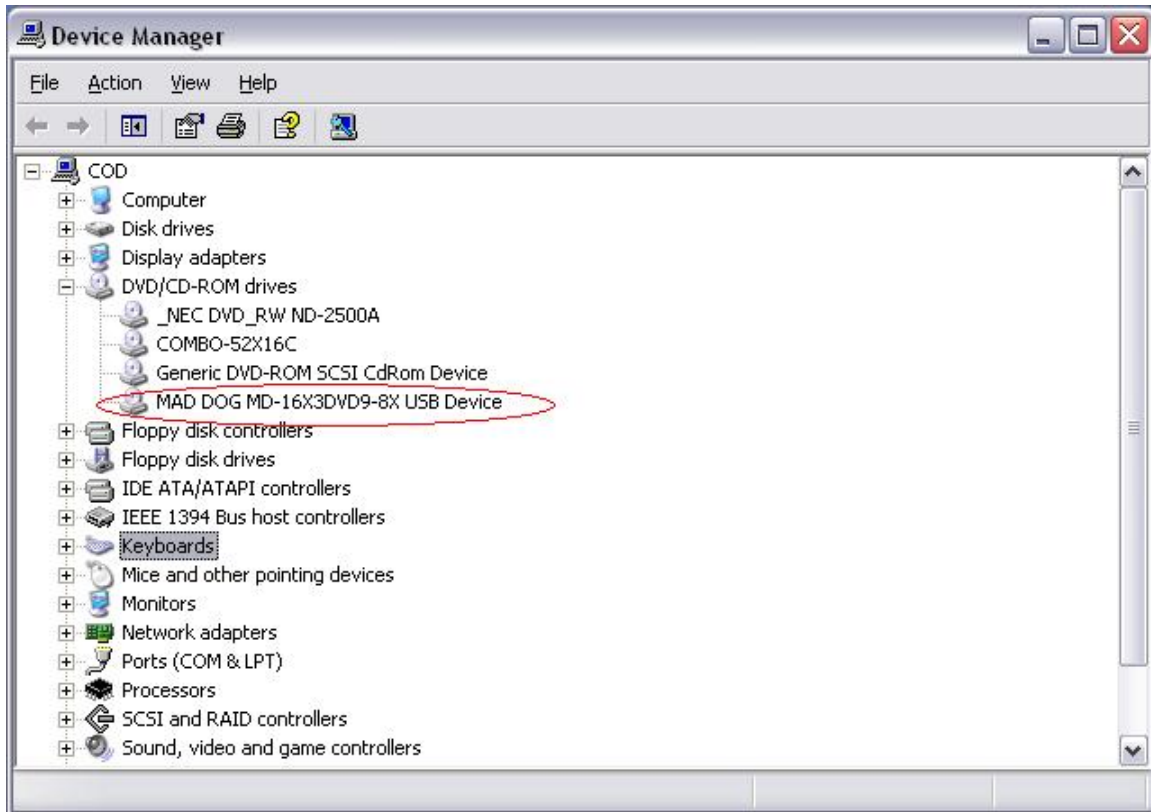 Device Manager
File Action View Help
COD
Computer
Disk drives
Display adapters
DVD/CD-ROM drives
_NEC DVD_RW ND-2500A
COMBO-52X16C
Generic DVD-ROM SCSI CdRom Device
MAD DOG MD-16X3DVD9-8X USB Device
Floppy disk controllers
Floppy disk drives
IDE ATA/ATAPI controllers
IEEE 1394 Bus host controllers
Keyboards
Mice and other pointing devices
Monitors
Network adapters
Ports (COM & LPT)
Processors
SCSI and RAID controllers
Sound, video and game controllers